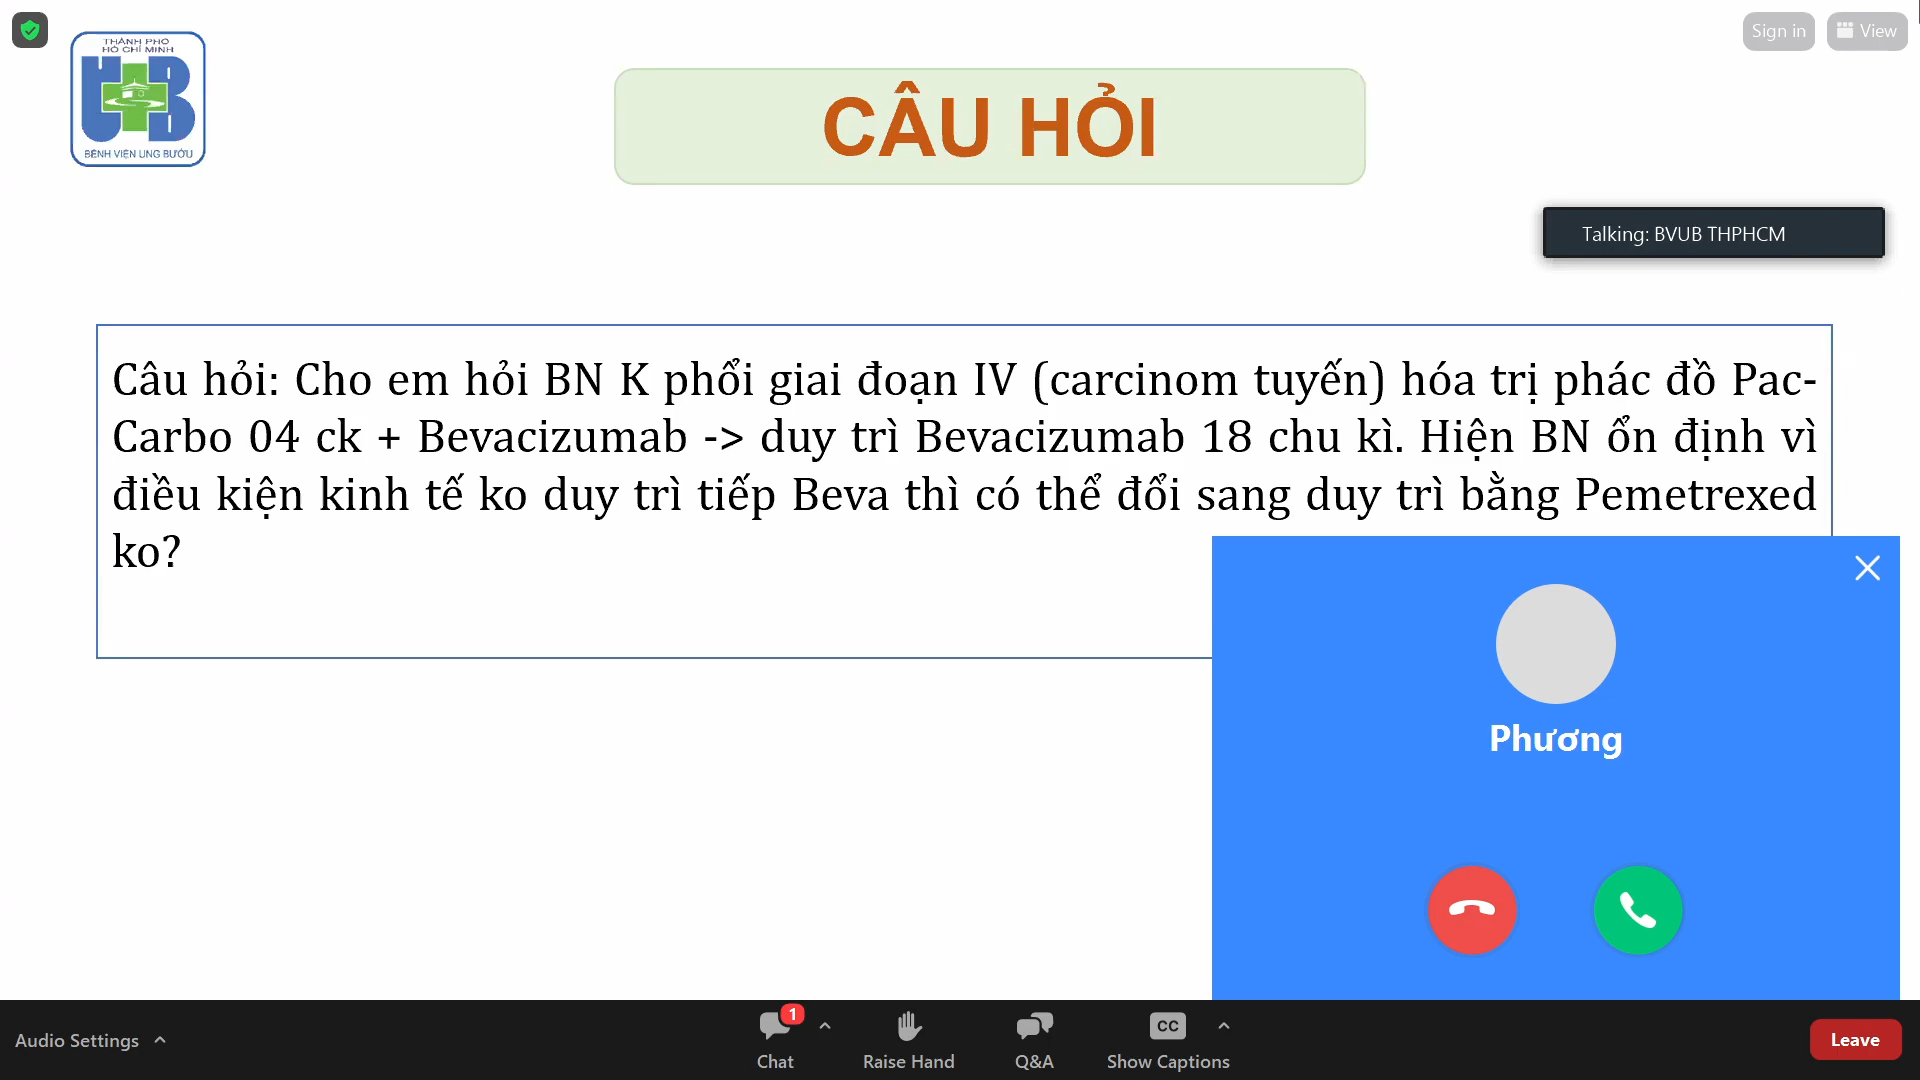 THÀNH PHỐ
HỒ CHÍ MINH
UB
BỆNH VIỆN UNG BƯỚU
Sign in
View
CÂU HỎI
Talking: BVUB THPHCM
Câu hỏi: Cho em hỏi BN K phổi giai đoạn IV (carcinom tuyến) hóa trị phác đồ Pac-
Carbo 04 ck + Bevacizumab -> duy trì Bevacizumab 18 chu kì. Hiện BN ổn định vì
điều kiện kinh tế ko duy trì tiếp Beva thì có thể đổi sang duy trì bằng Pemetrexed
ko?
Phương
Audio Settings
1
Chat
Raise Hand
Q&A
CC
Show Captions
Leave